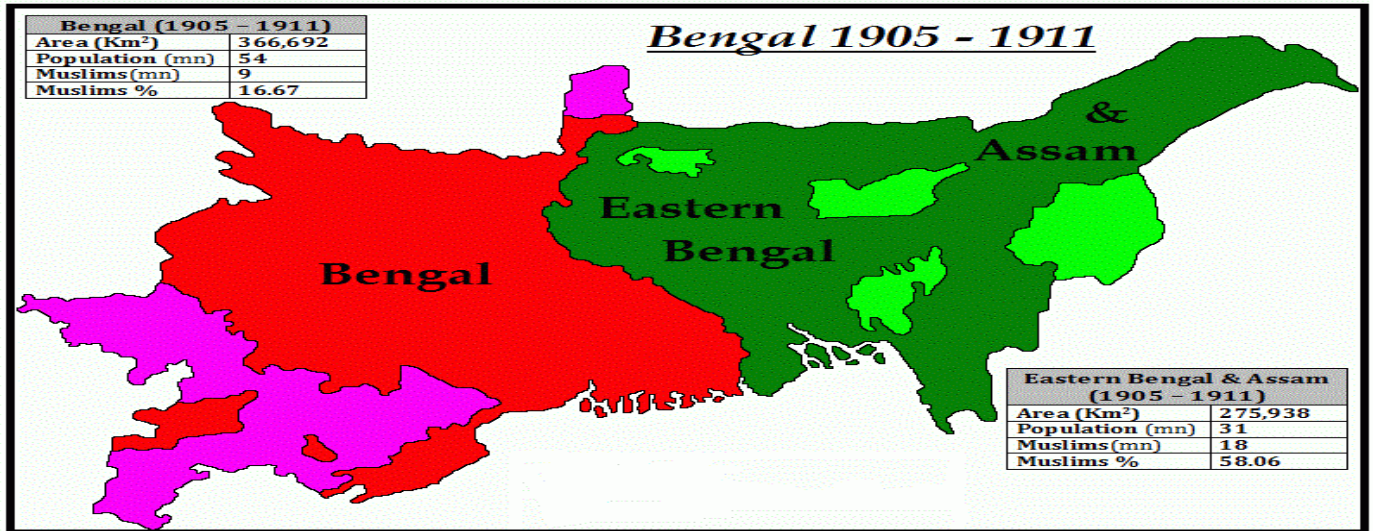 Bengal (1905 – 1911)
Area (Km²) 366,692
Population (mn) 54
Muslims(mn) 9
Muslims % 16.67
Bengal 1905 - 1911
&
Assam
Eastern
Bengal
Bengal
Eastern Bengal & Assam
(1905 – 1911)
Area (Km²) 275,938
Population (mn) 31
Muslims(mn) 18
Muslims % 58.06